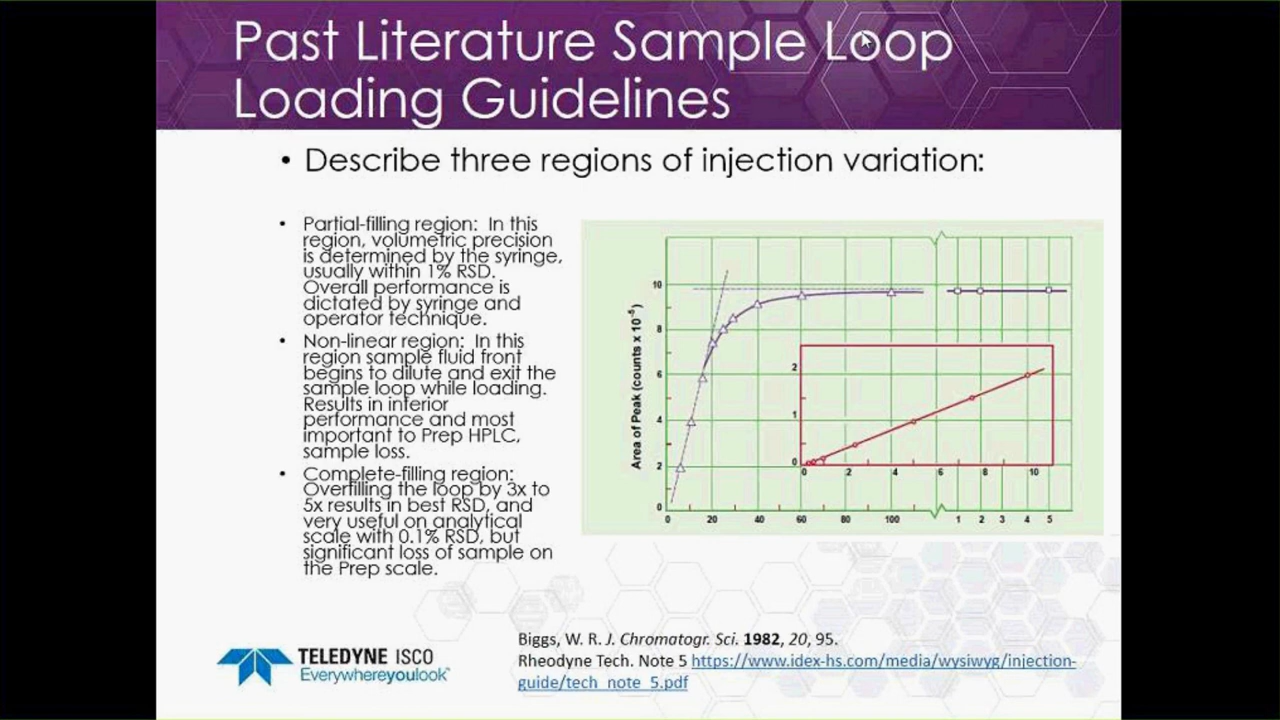 Past Literature Sample Loop
Loading Guidelines
• Describe three regions of injection variation:
• Partial-filling region: In this
region, volumetric precision
is determined by the syringe,
usually within 1% RSD.
Overall performance is
dictated by syringe and
operator technique.
• Non-linear region: In this
region sample fluid front
begins to dilute and exit the
sample loop while loading.
Results in inferior
performance and most
important to Prep HPLC,
sample loss.
• Complete-filling region:
Overfilling the loop by 3x to
5x results in best RSD, and
very useful on analytical
scale with 0.1% RSD, but
significant loss of sample on
the Prep scale.
Area of Peak (counts x 10⁻⁵)
10
8
6
4
2
0
0 20 40 60 80 100 1 2 3 4 5
2
1
0
0 2 4 6 8 10
Biggs, W. R. J. Chromatogr. Sci. 1982, 20, 95.
Rheodyne Tech. Note 5 https://www.idex-hs.com/media/wysiwyg/injection-
guide/tech_note_5.pdf
TELEDYNE ISCO
Everywhereyoulook